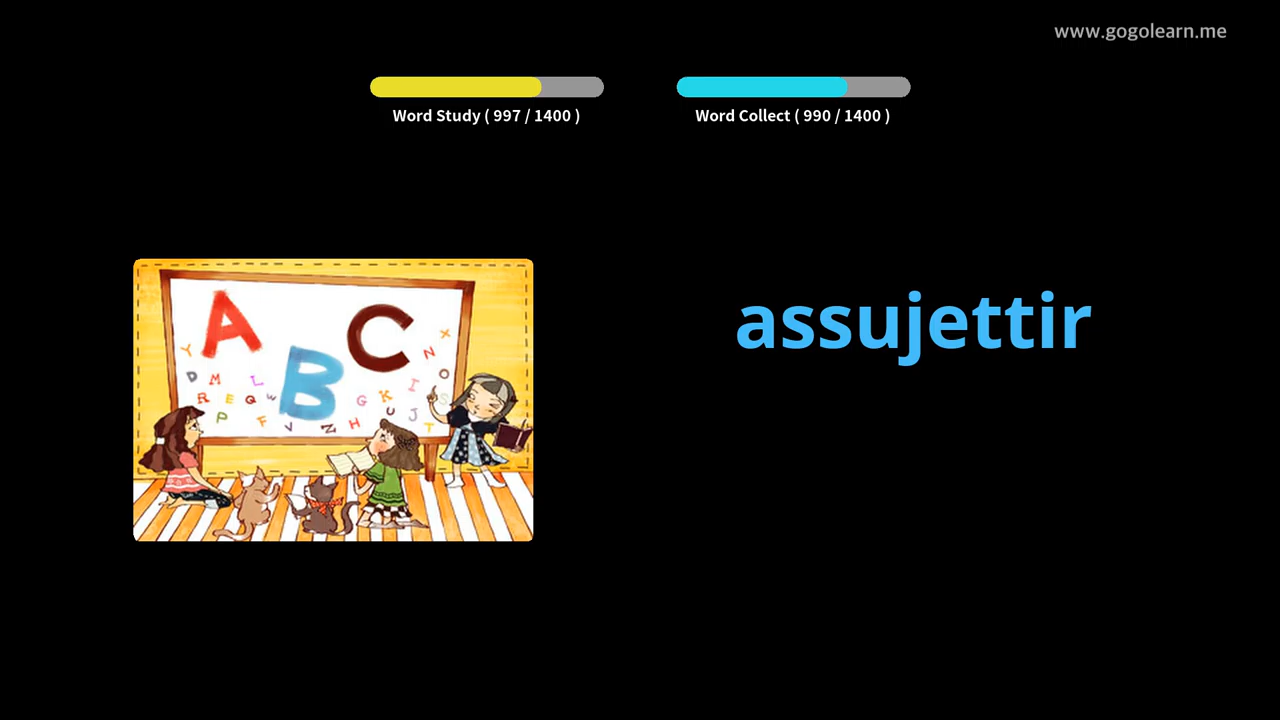 www.gogolearn.me
Word Study ( 997 / 1400 )
Word Collect ( 990 / 1400 )
assujettir
A
C
B
X
Y
N
D M L O
I
R E Q W G K S
P U J
F V Z H T